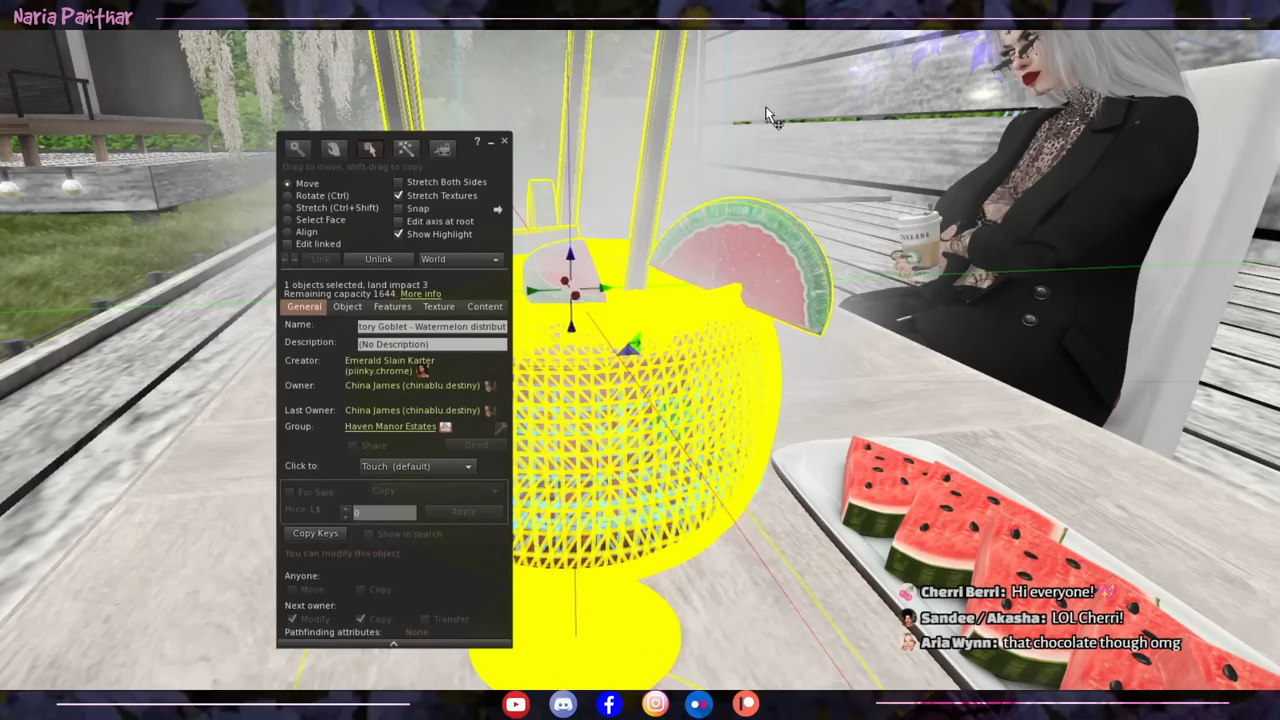 Naria Panthar
Drag to move, shift-drag to copy
Move
Rotate (Ctrl)
Stretch (Ctrl+Shift)
Select Face
Align
Edit linked
Stretch Both Sides
Stretch Textures
Snap
Edit axis at root
Show Highlight
Link
Unlink
World
1 objects selected, land impact 3
Remaining capacity 1644 More info
General Object Features Texture Content
Name: tory Goblet - Watermelon distribut
Description: (No Description)
Creator: Emerald Slain Karter
(piinky.chrome)
Owner: China James (chinablu.destiny)
Last Owner: China James (chinablu.destiny)
Group: Haven Manor Estates
Share Deed
Click to: Touch (default)
For Sale Copy
Price: L$ 0 Apply
Copy Keys Show in search
You can modify this object
Anyone:
Move Copy
Next owner:
Modify Copy Transfer
Pathfinding attributes: None
Cherri Berri: Hi everyone!
Sandee/Akasha: LOL Cherri!
Aria Wynn: that chocolate though omg